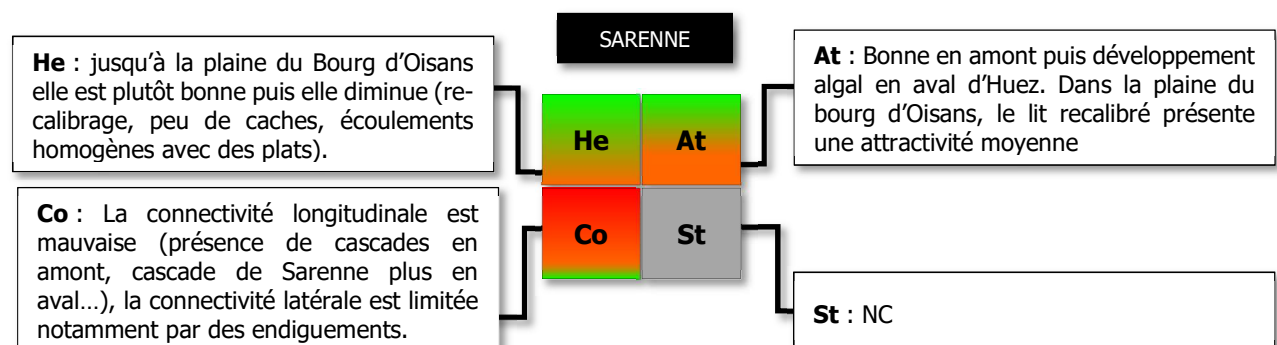 SARENNE
He : jusqu’à la plaine du Bourg d’Oisans
elle est plutôt bonne puis elle diminue (re-
calibrage, peu de caches, écoulements
homogènes avec des plats).
At : Bonne en amont puis développement
algal en aval d’Huez. Dans la plaine du
bourg d’Oisans, le lit recalibré présente
une attractivité moyenne
He
At
Co
St
Co : La connectivité longitudinale est
mauvaise (présence de cascades en
amont, cascade de Sarenne plus en
aval…), la connectivité latérale est limitée
notamment par des endiguements.
St : NC